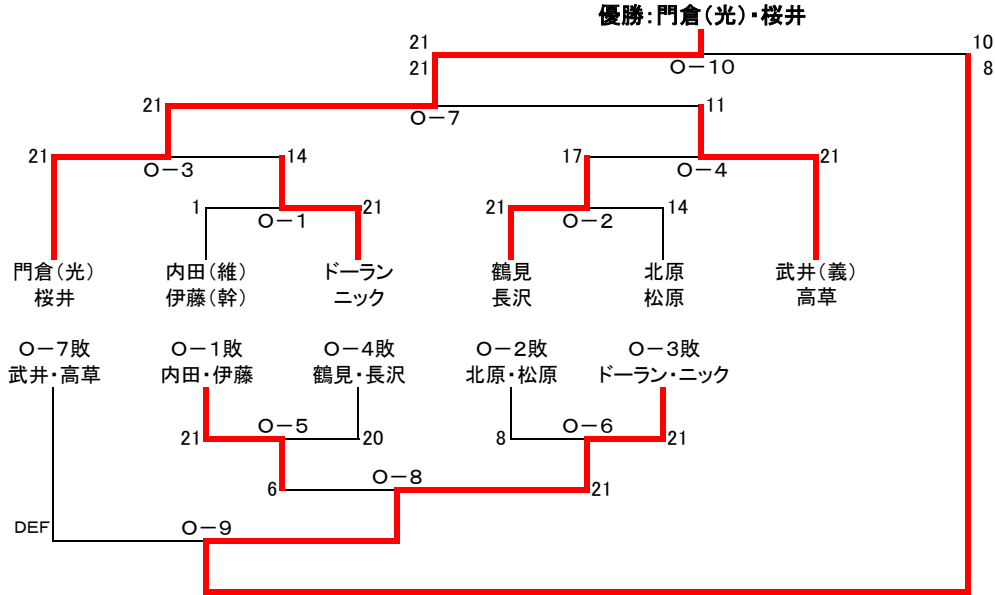 優勝：門倉（光）・桜井
21
10
21
8
O－10
21
11
O－7
21
14
17
21
O－3
O－4
1
21
21
14
O－1
O－2
門倉（光）
桜井
内田（維）
伊藤（幹）
ドーラン
ニック
鶴見
長沢
北原
松原
武井（義）
高草
O－7敗
武井・高草
O－1敗
内田・伊藤
O－4敗
鶴見・長沢
O－2敗
北原・松原
O－3敗
ドーラン・ニック
O－5
O－6
21
20
8
21
O－8
6
21
DEF
O－9